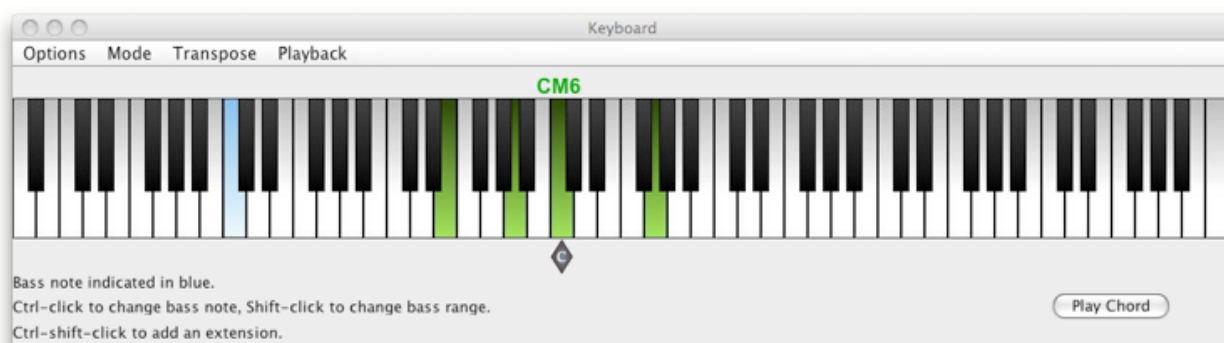 Keyboard
Options Mode Transpose Playback
CM6
C
Bass note indicated in blue.
Ctrl-click to change bass note, Shift-click to change bass range.
Play Chord
Ctrl-shift-click to add an extension.